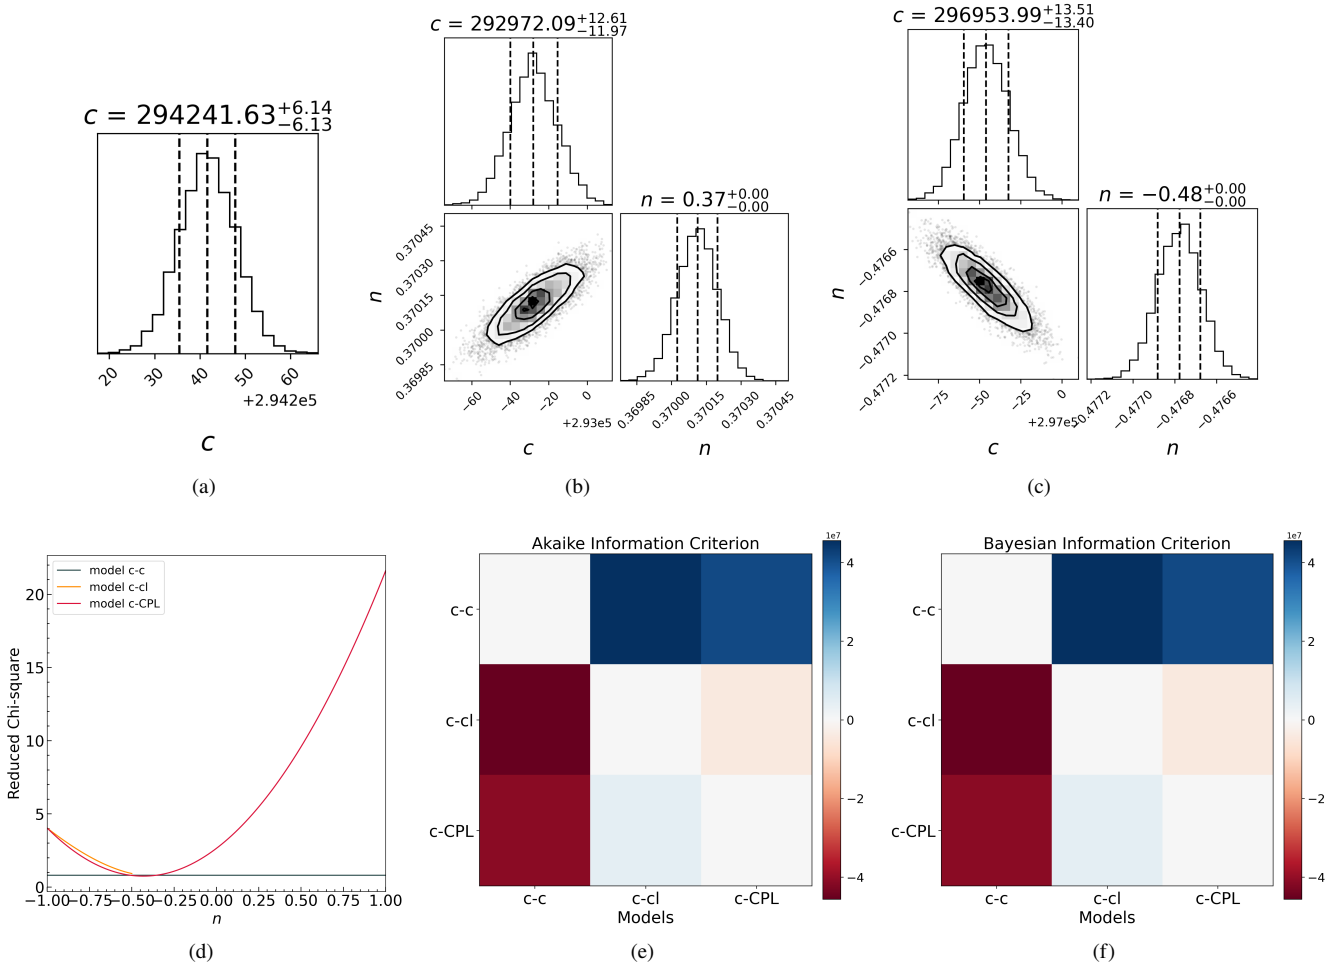 c = 294241.63+6.14−6.13
20 30 40 50 60
+2.942e5
c
(a)
c = 292972.09+12.61−11.97
n = 0.37+0.00−0.00
0.37045
0.37030
0.37015
0.37000
0.36985
n
−60 −40 −20 0
+2.93e5
c
0.36985 0.37000 0.37015 0.37030 0.37045
n
(b)
c = 296953.99+13.51−13.40
n = −0.48+0.00−0.00
−0.4766
−0.4768
−0.4770
−0.4772
n
−75 −50 −25 0
+2.97e5
c
−0.4772 −0.4770 −0.4768 −0.4766
n
(c)
model c-c
model c-cl
model c-CPL
Reduced Chi-square
20
15
10
5
0
−1.00 −0.75 −0.50 −0.25 0.00 0.25 0.50 0.75 1.00
n
(d)
Akaike Information Criterion
c-c
c-cl
c-CPL
c-c c-cl c-CPL
Models
1e7
4
2
0
−2
−4
(e)
Bayesian Information Criterion
c-c
c-cl
c-CPL
c-c c-cl c-CPL
Models
1e7
4
2
0
−2
−4
(f)